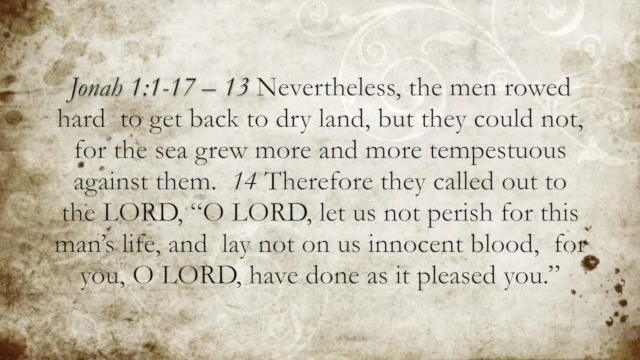 Jonah 1:1-17 – 13 Nevertheless, the men rowed
hard to get back to dry land, but they could not,
for the sea grew more and more tempestuous
against them. 14 Therefore they called out to
the LORD, “O LORD, let us not perish for this
man’s life, and lay not on us innocent blood, for
you, O LORD, have done as it pleased you.”